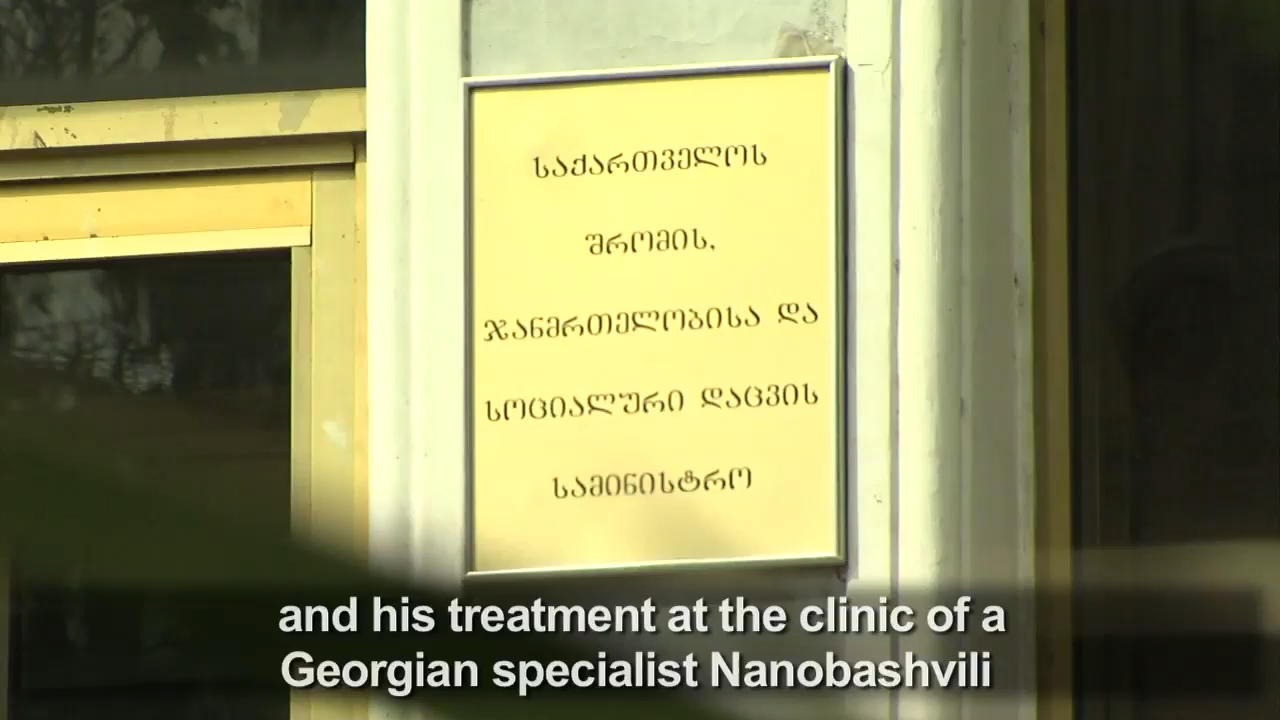 საქართველოს
შრომის,
ჯანმრთელობისა და
სოციალური დაცვის
სამინისტრო
and his treatment at the clinic of a
Georgian specialist Nanobashvili